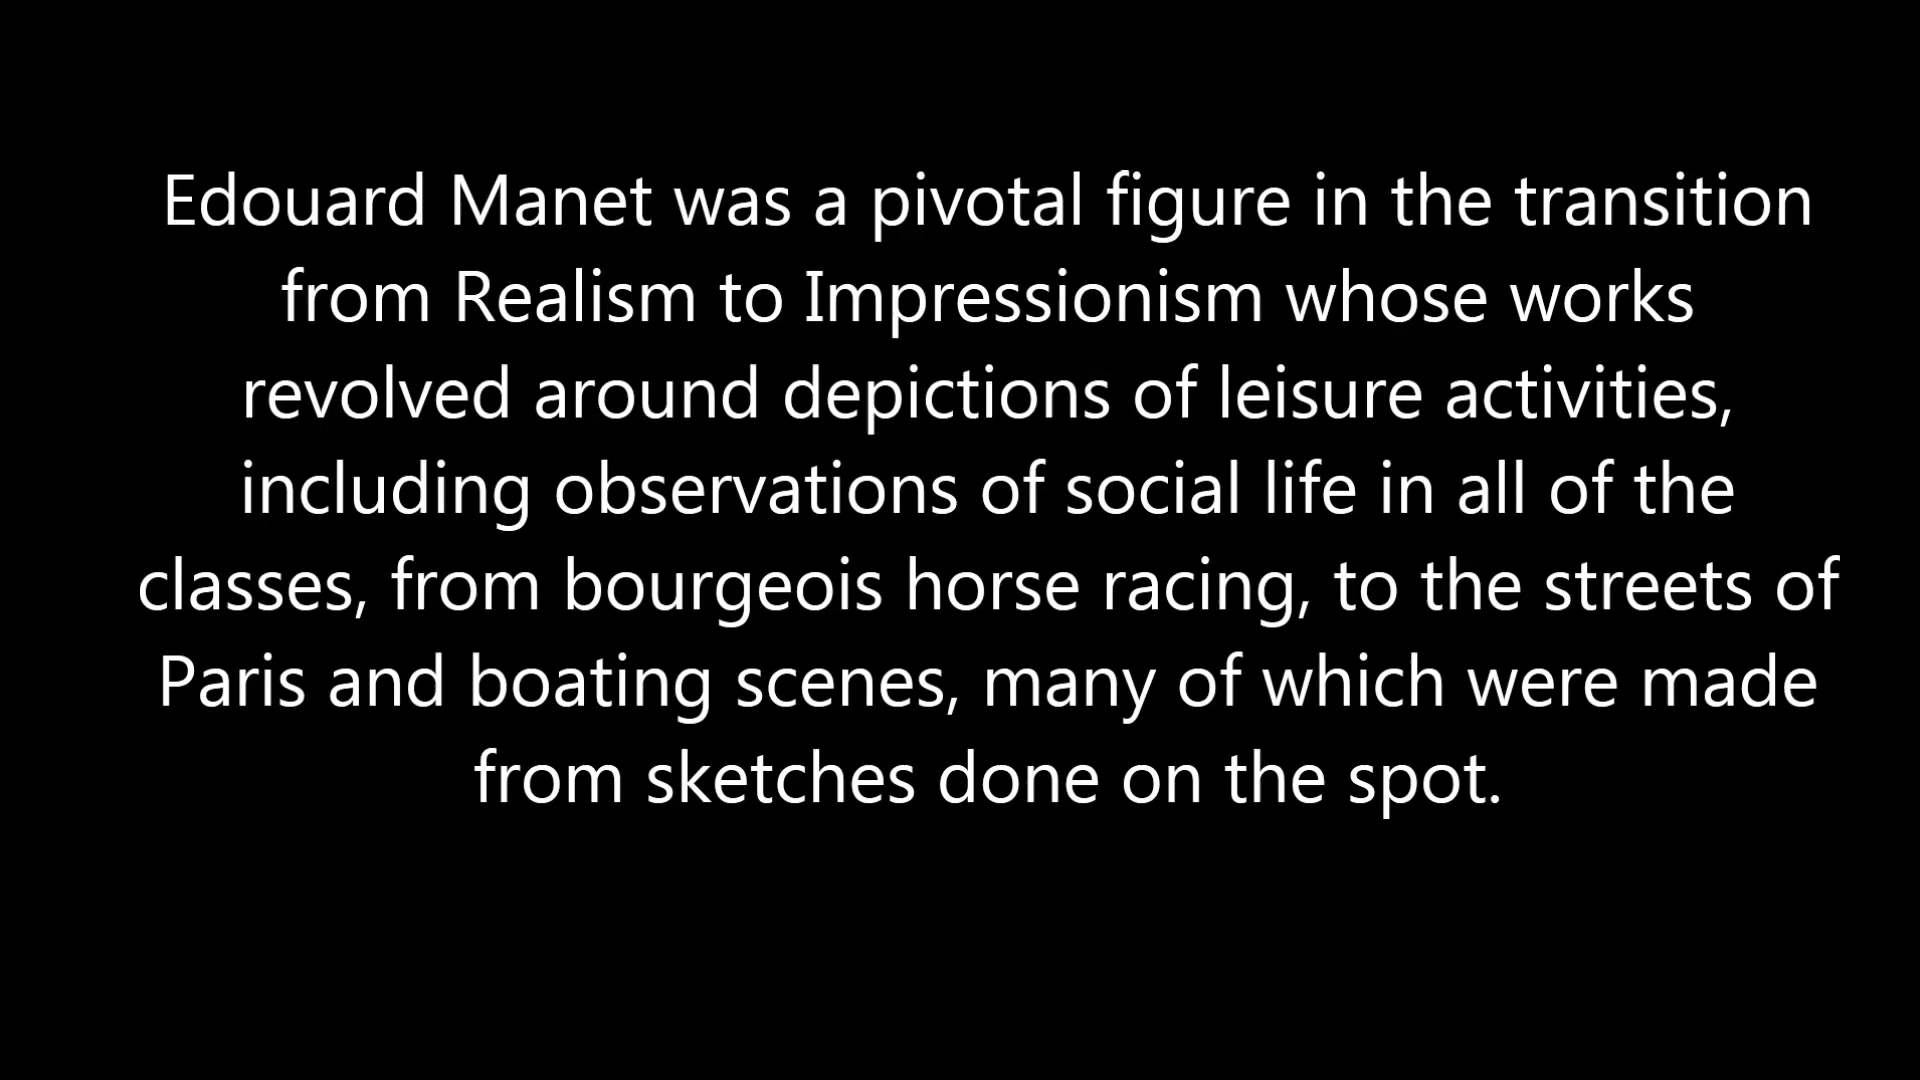 Edouard Manet was a pivotal figure in the transition
from Realism to Impressionism whose works
revolved around depictions of leisure activities,
including observations of social life in all of the
classes, from bourgeois horse racing, to the streets of
Paris and boating scenes, many of which were made
from sketches done on the spot.